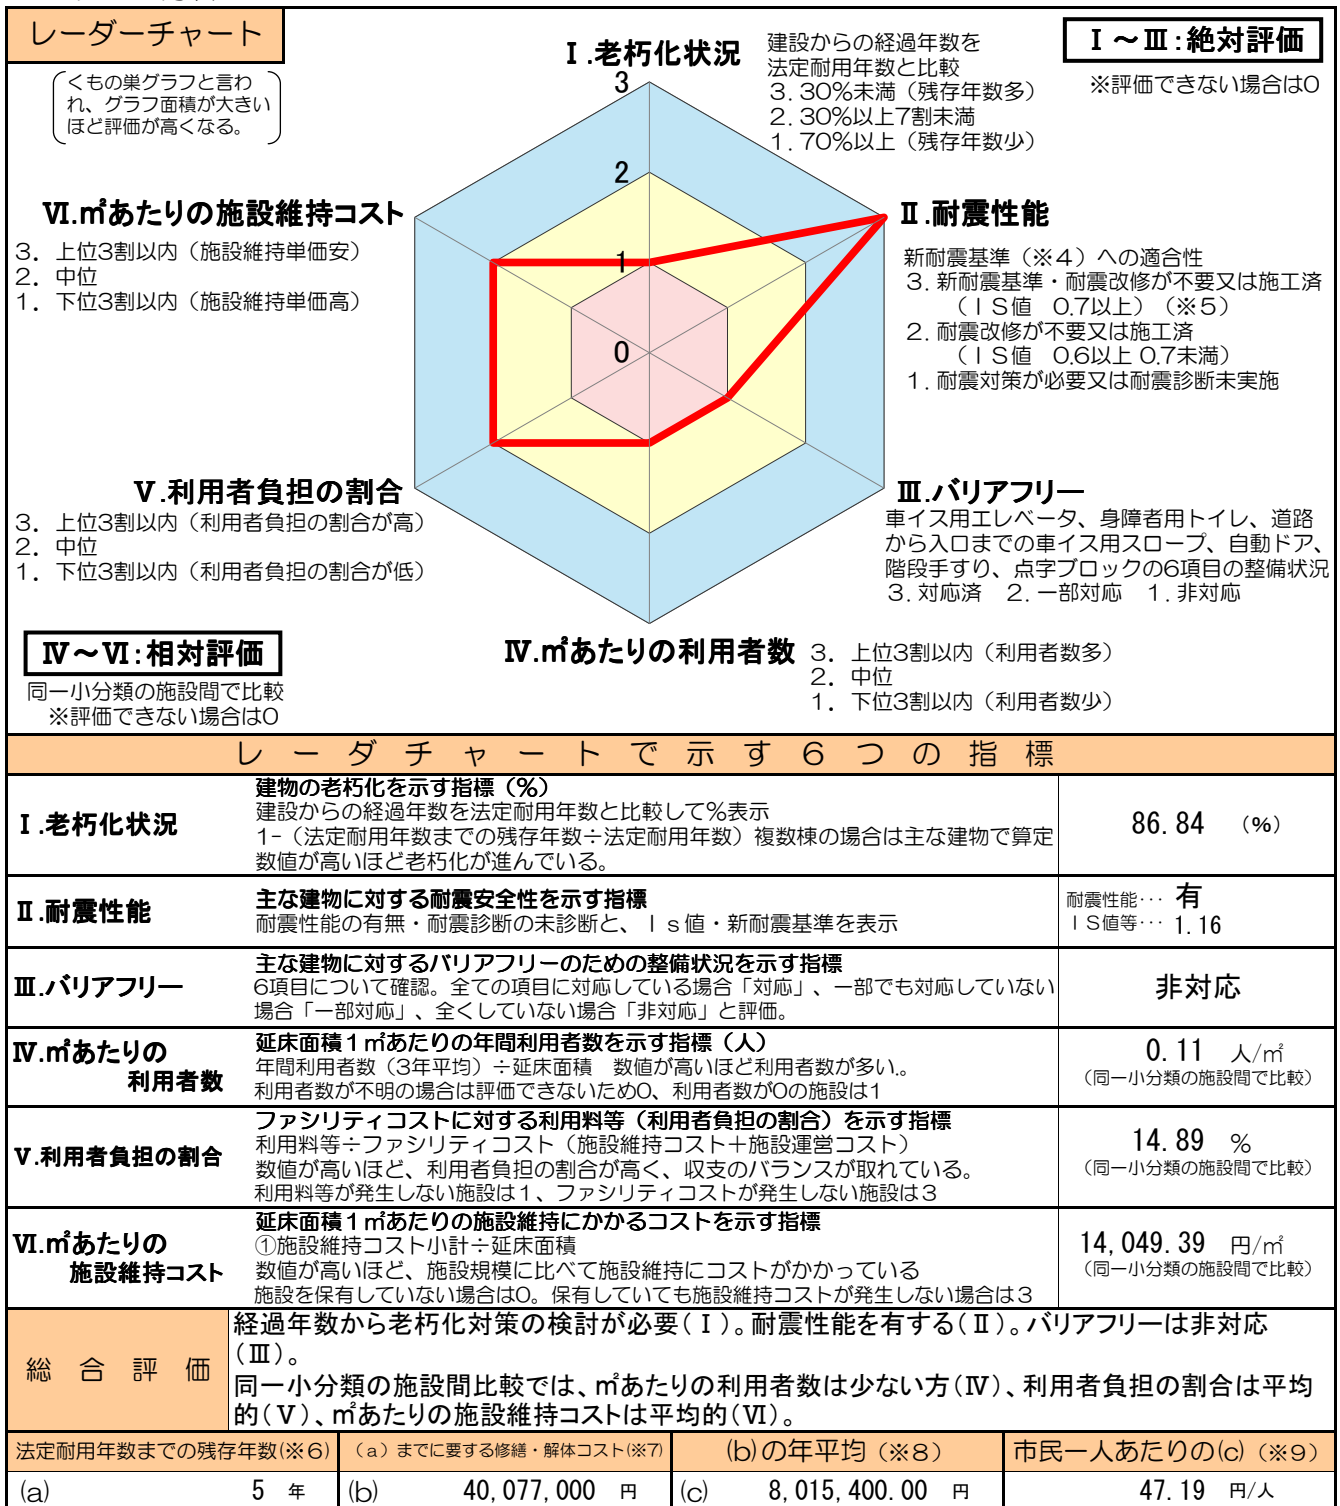 レーダーチャート
くもの巣グラフと言わ
れ、グラフ面積が大きい
ほど評価が高くなる。
Ⅰ.老朽化状況
建設からの経過年数を
法定耐用年数と比較
3. 30%未満（残存年数多）
2. 30%以上7割未満
1. 70%以上（残存年数少）
Ⅰ～Ⅲ:絶対評価
※評価できない場合は0
3
2
1
0
Ⅵ.㎡あたりの施設維持コスト
3. 上位3割以内（施設維持単価安）
2. 中位
1. 下位3割以内（施設維持単価高）
Ⅱ.耐震性能
新耐震基準（※4）への適合性
3. 新耐震基準・耐震改修が不要又は施工済
（ＩＳ値 0.7以上）（※5）
2. 耐震改修が不要又は施工済
（ＩＳ値 0.6以上 0.7未満）
1. 耐震対策が必要又は耐震診断未実施
Ⅴ.利用者負担の割合
3. 上位3割以内（利用者負担の割合が高）
2. 中位
1. 下位3割以内（利用者負担の割合が低）
Ⅲ.バリアフリー
車イス用エレベータ、身障者用トイレ、道路
から入口までの車イス用スロープ、自動ドア、
階段手すり、点字ブロックの6項目の整備状況
3. 対応済 2. 一部対応 1. 非対応
Ⅳ～Ⅵ:相対評価
同一小分類の施設間で比較
※評価できない場合は0
Ⅳ.㎡あたりの利用者数
3. 上位3割以内（利用者数多）
2. 中位
1. 下位3割以内（利用者数少）
レーダチャートで示す６つの指標
Ⅰ.老朽化状況
建物の老朽化を示す指標（%）
建設からの経過年数を法定耐用年数と比較して%表示
1-（法定耐用年数までの残存年数÷法定耐用年数）複数棟の場合は主な建物で算定
数値が高いほど老朽化が進んでいる。
86.84 （%）
Ⅱ.耐震性能
主な建物に対する耐震安全性を示す指標
耐震性能の有無・耐震診断の未診断と、Ｉｓ値・新耐震基準を表示
耐震性能… 有
ＩＳ値等… 1.16
Ⅲ.バリアフリー
主な建物に対するバリアフリーのための整備状況を示す指標
6項目について確認。全ての項目に対応している場合「対応」、一部でも対応していない
場合「一部対応」、全くしていない場合「非対応」と評価。
非対応
Ⅳ.㎡あたりの
利用者数
延床面積１㎡あたりの年間利用者数を示す指標（人）
年間利用者数（3年平均）÷延床面積 数値が高いほど利用者数が多い。
利用者数が不明の場合は評価できないため0、利用者数が0の施設は1
0.11 人/㎡
（同一小分類の施設間で比較）
Ⅴ.利用者負担の割合
ファシリティコストに対する利用料等（利用者負担の割合）を示す指標
利用料等÷ファシリティコスト（施設維持コスト＋施設運営コスト）
数値が高いほど、利用者負担の割合が高く、収支のバランスが取れている。
利用料等が発生しない施設は１、ファシリティコストが発生しない施設は３
14.89 %
（同一小分類の施設間で比較）
Ⅵ.㎡あたりの
施設維持コスト
延床面積１㎡あたりの施設維持にかかるコストを示す指標
①施設維持コスト小計÷延床面積
数値が高いほど、施設規模に比べて施設維持にコストがかかっている
施設を保有していない場合は0。保有していても施設維持コストが発生しない場合は３
14,049.39 円/㎡
（同一小分類の施設間で比較）
総合評価
経過年数から老朽化対策の検討が必要(Ⅰ)。耐震性能を有する(Ⅱ)。バリアフリーは非対応
(Ⅲ)。
同一小分類の施設間比較では、㎡あたりの利用者数は少ない方(Ⅳ)、利用者負担の割合は平均
的(Ⅴ)、㎡あたりの施設維持コストは平均的(Ⅵ)。
法定耐用年数までの残存年数(※6)
（a）までに要する修繕・解体コスト(※7)
(b)の年平均（※8）
市民一人あたりの(c)（※9）
(a) 5 年
(b) 40,077,000 円
(c) 8,015,400.00 円
47.19 円/人